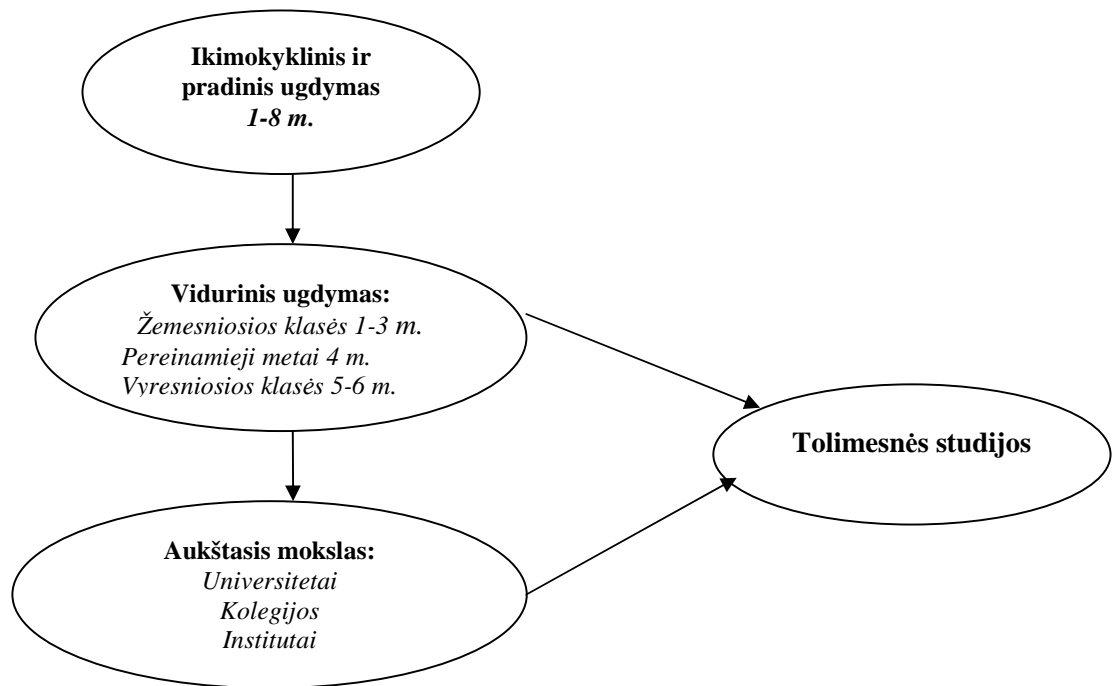 Ikimokyklinis ir
pradinis ugdymas
1-8 m.
Vidurinis ugdymas:
Žemesniosios klasės 1-3 m.
Pereinamieji metai 4 m.
Vyresniosios klasės 5-6 m.
Tolimesnės studijos
Aukštasis mokslas:
Universitetai
Kolegijos
Institutai